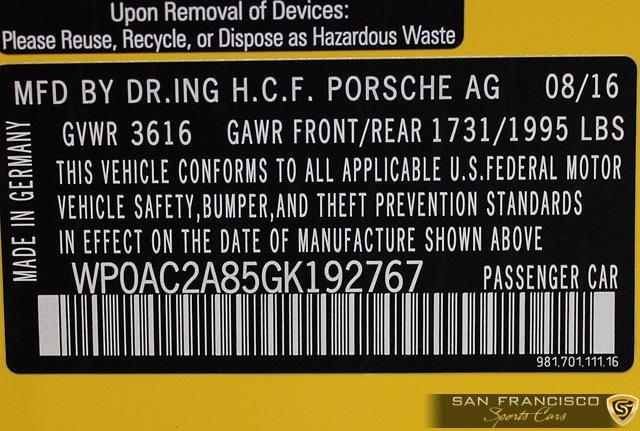 Upon Removal of Devices:
Please Reuse, Recycle, or Dispose as Hazardous Waste
MFD BY DR.ING H.C.F. PORSCHE AG 08/16
GVWR 3616 GAWR FRONT/REAR 1731/1995 LBS
THIS VEHICLE CONFORMS TO ALL APPLICABLE U.S.FEDERAL MOTOR
VEHICLE SAFETY,BUMPER,AND THEFT PREVENTION STANDARDS
IN EFFECT ON THE DATE OF MANUFACTURE SHOWN ABOVE
MADE IN GERMANY
WP0AC2A85GK192767 PASSENGER CAR
981.701.111.16
SAN FRANCISCO
Sports Cars